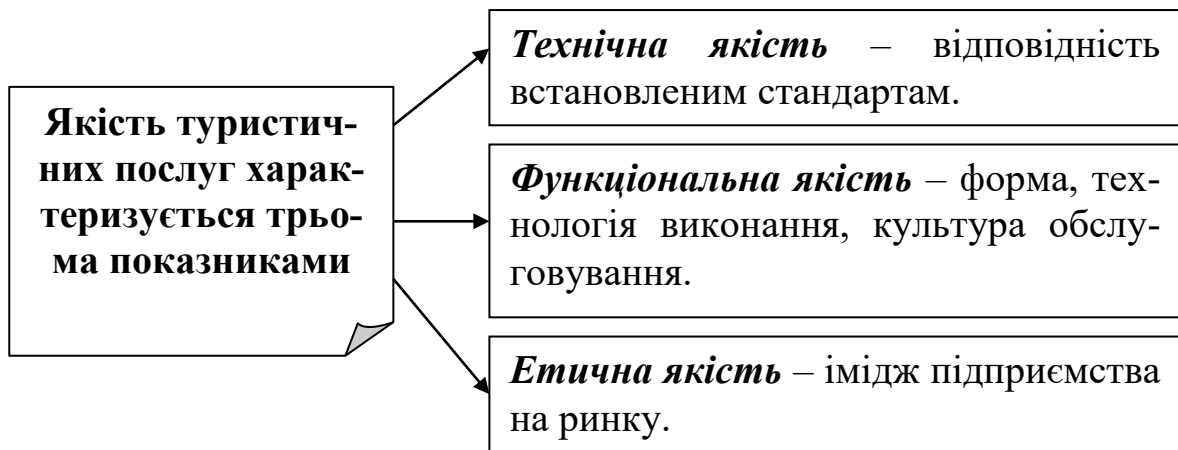 Якість туристич-
них послуг харак-
теризується трьо-
ма показниками
Технічна якість – відповідність
встановленим стандартам.
Функціональна якість – форма, тех-
нологія виконання, культура обслу-
говування.
Етична якість – імідж підприємства
на ринку.